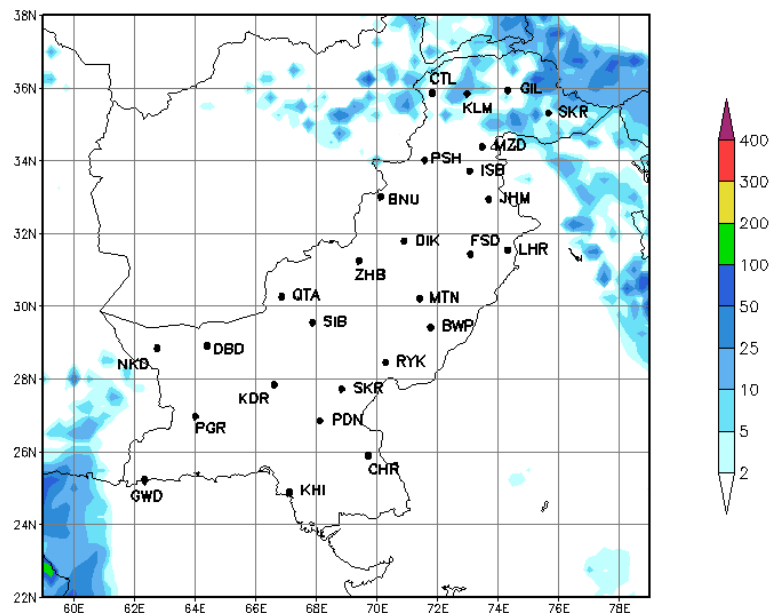 38N
36N
34N
32N
30N
28N
26N
24N
22N
60E 62E 64E 66E 68E 70E 72E 74E 76E 78E
CTL
GIL
KLM
SKR
MZD
PSH
ISB
BNU
JHM
DIK
FSD
LHR
ZHB
QTA
MTN
SIB
BWP
NKD
DBD
RYK
KDR
SKR
PGR
PDN
CHR
GWD
KHI
400
300
200
100
50
25
10
5
2